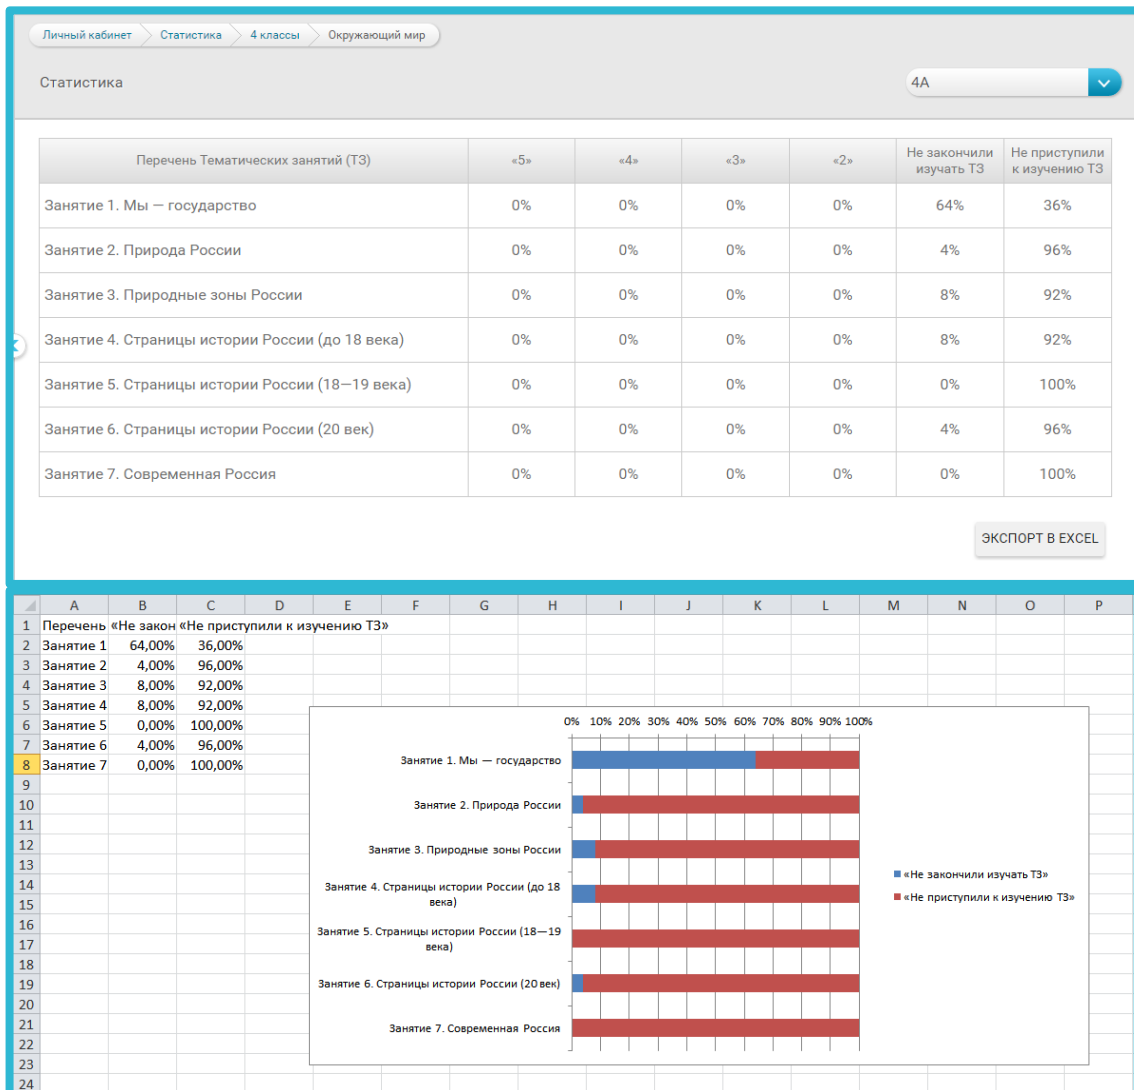 Личный кабинет Статистика 4 классы Окружающий мир
Статистика 4А
Перечень Тематических занятий (ТЗ) «5» «4» «3» «2» Не закончили изучать ТЗ Не приступили к изучению ТЗ
Занятие 1. Мы — государство 0% 0% 0% 0% 64% 36%
Занятие 2. Природа России 0% 0% 0% 0% 4% 96%
Занятие 3. Природные зоны России 0% 0% 0% 0% 8% 92%
Занятие 4. Страницы истории России (до 18 века) 0% 0% 0% 0% 8% 92%
Занятие 5. Страницы истории России (18—19 века) 0% 0% 0% 0% 0% 100%
Занятие 6. Страницы истории России (20 век) 0% 0% 0% 0% 4% 96%
Занятие 7. Современная Россия 0% 0% 0% 0% 0% 100%
ЭКСПОРТ В EXCEL
A B C D E F G H I J K L M N O P
1 Перечень «Не закон «Не приступили к изучению ТЗ»
2 Занятие 1 64,00% 36,00%
3 Занятие 2 4,00% 96,00%
4 Занятие 3 8,00% 92,00%
5 Занятие 4 8,00% 92,00%
6 Занятие 5 0,00% 100,00%
7 Занятие 6 4,00% 96,00%
8 Занятие 7 0,00% 100,00%
9
10
11
12
13
14
15
16
17
18
19
20
21
22
23
24
0% 10% 20% 30% 40% 50% 60% 70% 80% 90% 100%
Занятие 1. Мы — государство
Занятие 2. Природа России
Занятие 3. Природные зоны России
Занятие 4. Страницы истории России (до 18
века)
Занятие 5. Страницы истории России (18—19
века)
Занятие 6. Страницы истории России (20 век)
Занятие 7. Современная Россия
«Не закончили изучать ТЗ»
«Не приступили к изучению ТЗ»